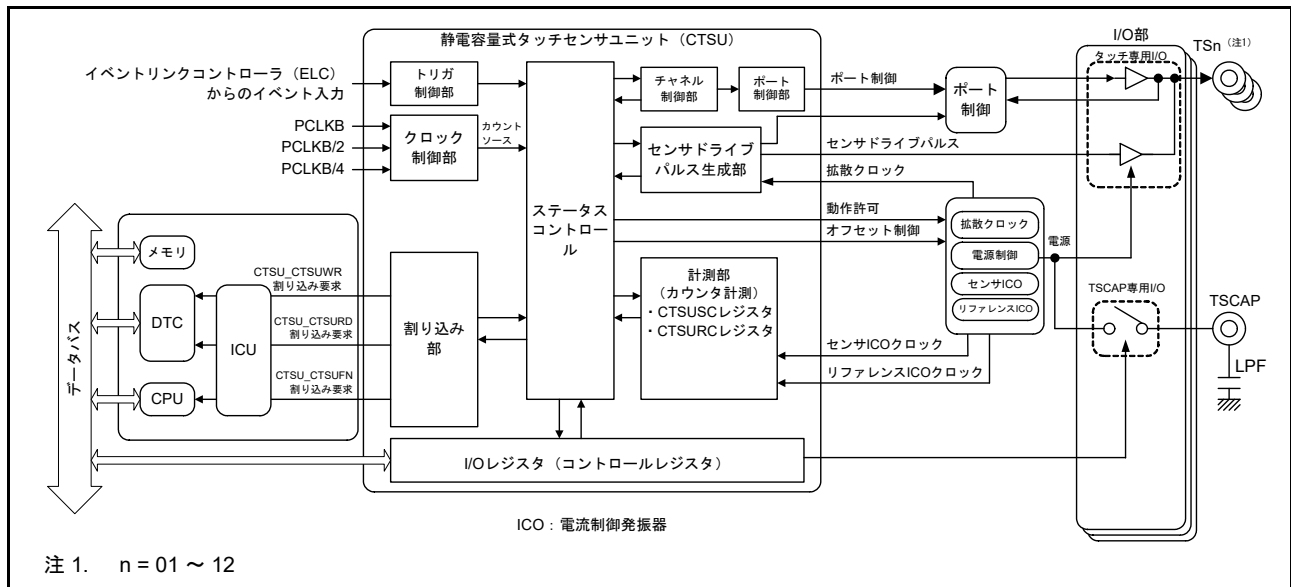 静電容量式タッチセンサユニット（CTSU）
I/O部
TSn（注1）
タッチ専用I/O
イベントリンクコントローラ（ELC）
からのイベント入力
トリガ
制御部
チャネル
制御部
ポート
制御部
ポート制御
ポート
制御
PCLKB
PCLKB/2
PCLKB/4
クロック
制御部
カウント
ソース
センサドライブ
パルス生成部
センサドライブパルス
拡散クロック
ステータス
コントロー
ル
動作許可
オフセット制御
拡散クロック
電源制御
センサICO
リファレンスICO
電源
データバス
メモリ
DTC
CPU
ICU
CTSU_CTSUWR
割り込み要求
CTSU_CTSURD
割り込み要求
CTSU_CTSUFN
割り込み要求
割り込み
部
計測部
（カウンタ計測）
・CTSUSCレジスタ
・CTSURCレジスタ
センサICOクロック
リファレンスICOクロック
TSCAP専用I/O
TSCAP
LPF
I/Oレジスタ（コントロールレジスタ）
ICO：電流制御発振器
注 1. n = 01 ～ 12